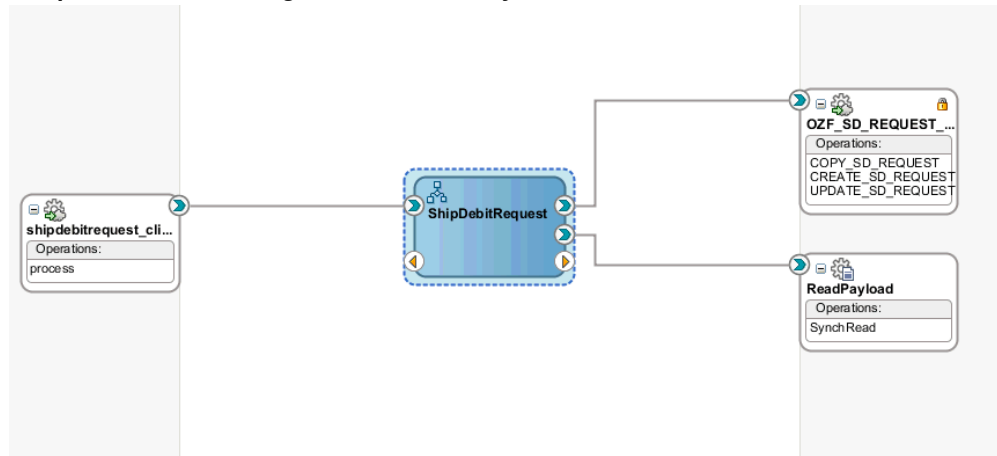 shipdebitrequest_cli...
Operations:
process
ShipDebitRequest
OZF_SD_REQUEST_...
Operations:
COPY_SD_REQUEST
CREATE_SD_REQUEST
UPDATE_SD_REQUEST
ReadPayload
Operations:
SynchRead